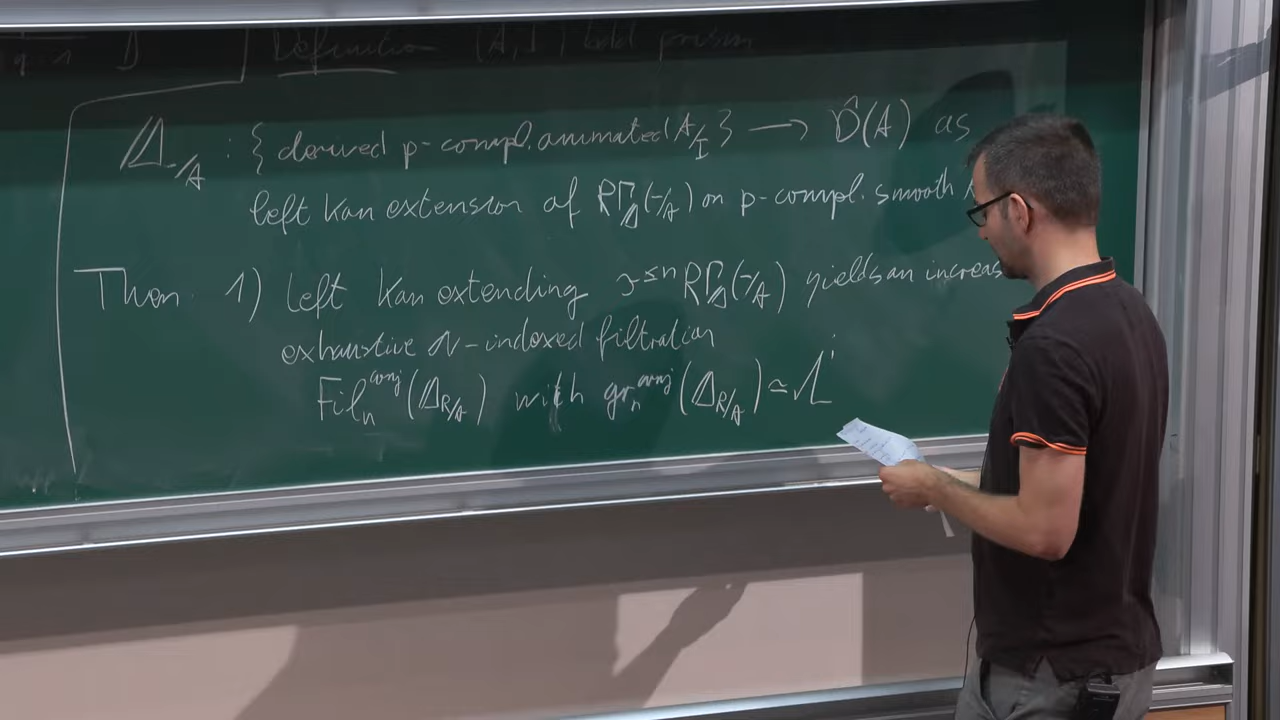 Definition (A, I) bdd prism
𝚫_{-/A} : { derived p-compl. animated A/I } → D̂(A) as
left Kan extension of RΓ_𝚫(-/A) on p-compl. smooth
Then 1) Left Kan extending τ^{≤n} RΓ_𝚫(-/A) yields an increas
exhaustive ℕ-indexed filtration
Fil_n^{conj}(𝚫_{R/A}) with gr_n^{conj}(𝚫_{R/A}) ≃ Λ^i